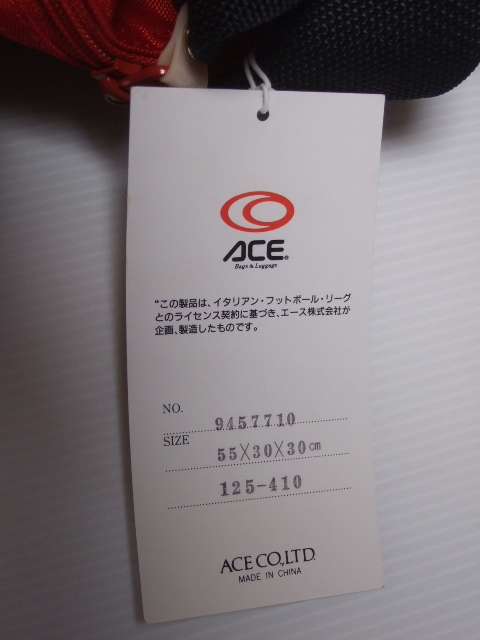 ACE®
Bags & Luggage
“この製品は、イタリアン・フットボール・リーグ
とのライセンス契約に基づき、エース株式会社が
企画、製造したものです。
NO. 9457710
SIZE 55X30X30cm
125-410
ACE CO.,LTD.
MADE IN CHINA